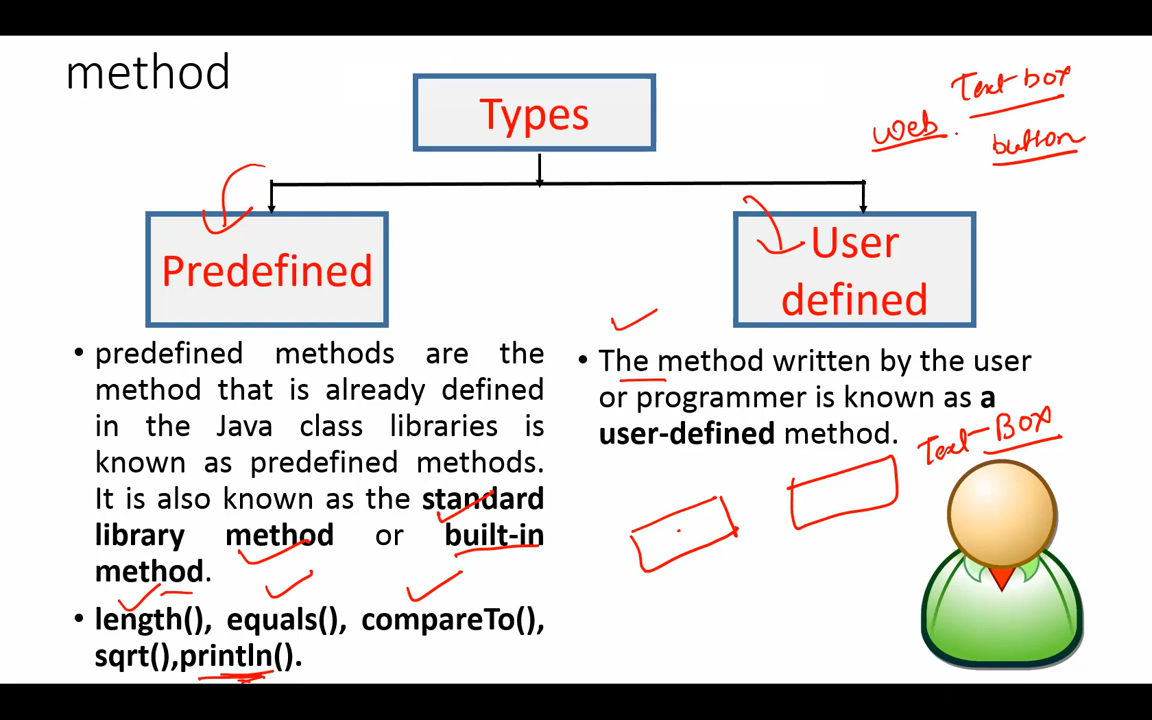 method
Types
Text-box
web.
button
Predefined
User
defined
• predefined methods are the
method that is already defined
in the Java class libraries is
known as predefined methods.
It is also known as the standard
library method or built-in
method.
• length(), equals(), compareTo(),
sqrt(),println().
• The method written by the user
or programmer is known as a
user-defined method.
Text-Box